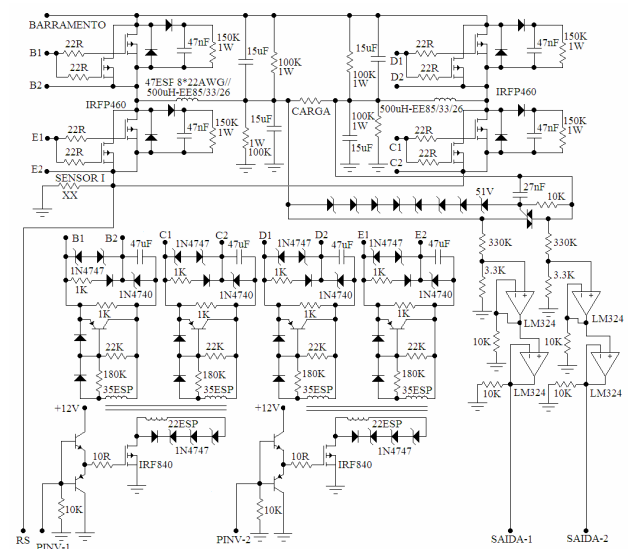 BARRAMENTO
B1
22R
22R
B2
47nF
150K
1W
15uF
100K
1W
15uF
100K
1W
D1
22R
22R
D2
47nF
150K
1W
47ESP 8*22AWG//
500uH-EE85/33/26
IRFP460
CARGA
500uH-EE85/33/26
IRFP460
E1
22R
22R
E2
47nF
150K
1W
15uF
1W
100K
100K
1W
15uF
C1
22R
22R
C2
47nF
150K
1W
SENSOR I
XX
51V
27nF
10K
B1
B2
1N4747
47uF
1N4747
1K
1N4740
1K
22K
180K
35ESP
C1
C2
1N4747
47uF
1K
1N4740
1K
22K
180K
35ESP
D1
D2
1N4747
47uF
1K
1N4740
1K
22K
180K
35ESP
E1
E2
1N4747
47uF
1K
1N4740
1K
22K
180K
35ESP
330K
3.3K
330K
3.3K
LM324
LM324
10K
10K
LM324
LM324
10K
10K
+12V
22ESP
1N4747
10R
IRF840
10K
+12V
22ESP
1N4747
10R
IRF840
10K
RS
PINV-1
PINV-2
SAIDA-1
SAIDA-2